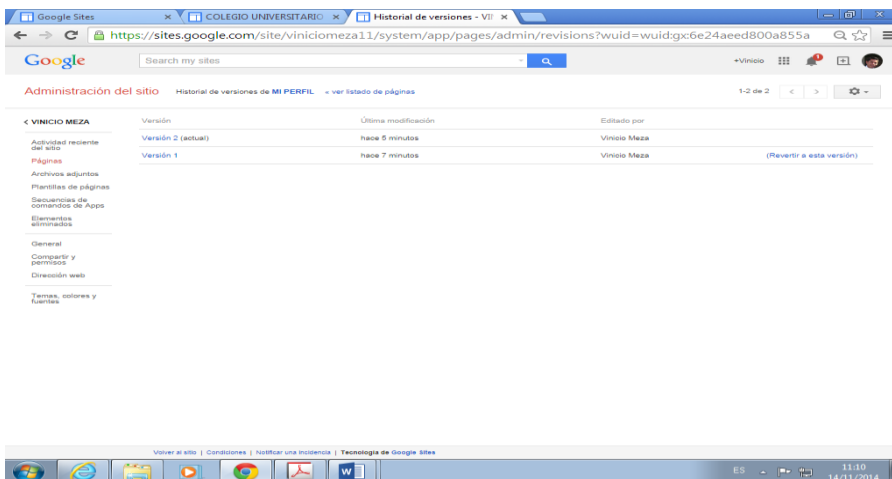 Google Sites × COLEGIO UNIVERSITARIO × Historial de versiones - VI ×
https://sites.google.com/site/viniciomeza11/system/app/pages/admin/revisions?wuid=wuid:gx:6e24aeed800a855a
Google Search my sites +Vinicio 1
Administración del sitio Historial de versiones de MI PERFIL « ver listado de páginas 1-2 de 2 < >
< VINICIO MEZA Versión Última modificación Editado por
Versión 2 (actual) hace 5 minutos Vinicio Meza
Versión 1 hace 7 minutos Vinicio Meza (Revertir a esta versión)
Actividad reciente
del sitio
Páginas
Archivos adjuntos
Plantillas de páginas
Secuencias de
comandos de Apps
Elementos
eliminados
General
Compartir y
permisos
Dirección web
Temas, colores y
fuentes
Volver al sitio | Condiciones | Notificar una incidencia | Tecnología de Google Sites
ES 11:10
14/11/2014